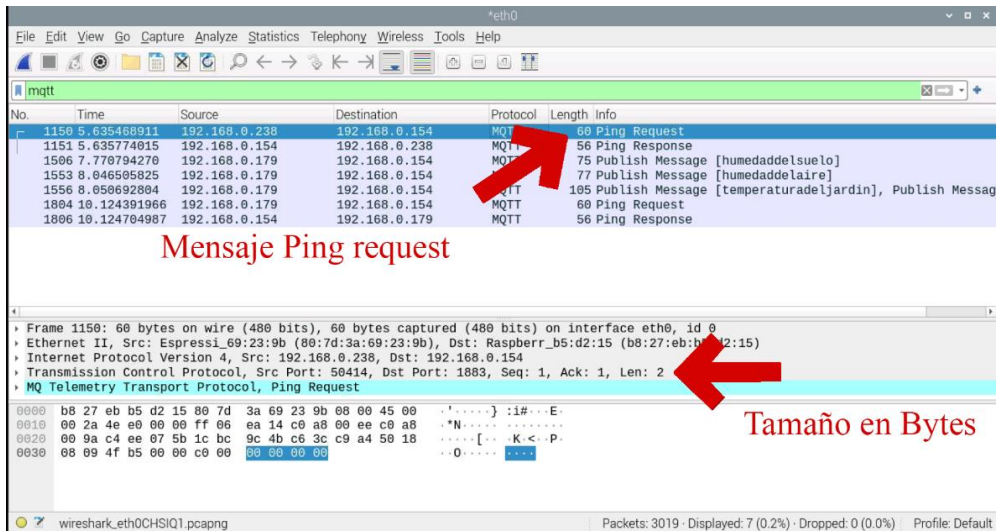 *eth0
File Edit View Go Capture Analyze Statistics Telephony Wireless Tools Help
mqtt
No. Time Source Destination Protocol Length Info
1150 5.635468911 192.168.0.238 192.168.0.154 MQT 60 Ping Request
1151 5.635774015 192.168.0.154 192.168.0.238 MQT 56 Ping Response
1506 7.770794270 192.168.0.179 192.168.0.154 75 Publish Message [humedaddelsuelo]
1553 8.046505825 192.168.0.179 192.168.0.154 77 Publish Message [humedaddelaire]
1556 8.050692804 192.168.0.179 192.168.0.154 105 Publish Message [temperaturadeljardin], Publish Messag
1804 10.124391966 192.168.0.179 192.168.0.154 MQTT 60 Ping Request
1806 10.124704987 192.168.0.154 192.168.0.179 MQTT 56 Ping Response
Mensaje Ping request
Frame 1150: 60 bytes on wire (480 bits), 60 bytes captured (480 bits) on interface eth0, id 0
Ethernet II, Src: Espressi_69:23:9b (80:7d:3a:69:23:9b), Dst: Raspberr_b5:d2:15 (b8:27:eb:b5:d2:15)
Internet Protocol Version 4, Src: 192.168.0.238, Dst: 192.168.0.154
Transmission Control Protocol, Src Port: 50414, Dst Port: 1883, Seq: 1, Ack: 1, Len: 2
MQ Telemetry Transport Protocol, Ping Request
Tamaño en Bytes
0000 b8 27 eb b5 d2 15 80 7d 3a 69 23 9b 08 00 45 00 ·'·····} :i#···E·
0010 00 2a 4e e0 00 00 ff 06 ea 14 c0 a8 00 ee c0 a8 ·*N····· ········
0020 00 9a c4 ee 07 5b 1c bc 9c 4b c6 3c c9 a4 50 18 ·····[·· ·K·<··P·
0030 08 09 4f b5 00 00 c0 00 00 00 00 00 ··O····· ····
wireshark_eth0CHSIQ1.pcapng Packets: 3019 · Displayed: 7 (0.2%) · Dropped: 0 (0.0%) Profile: Default